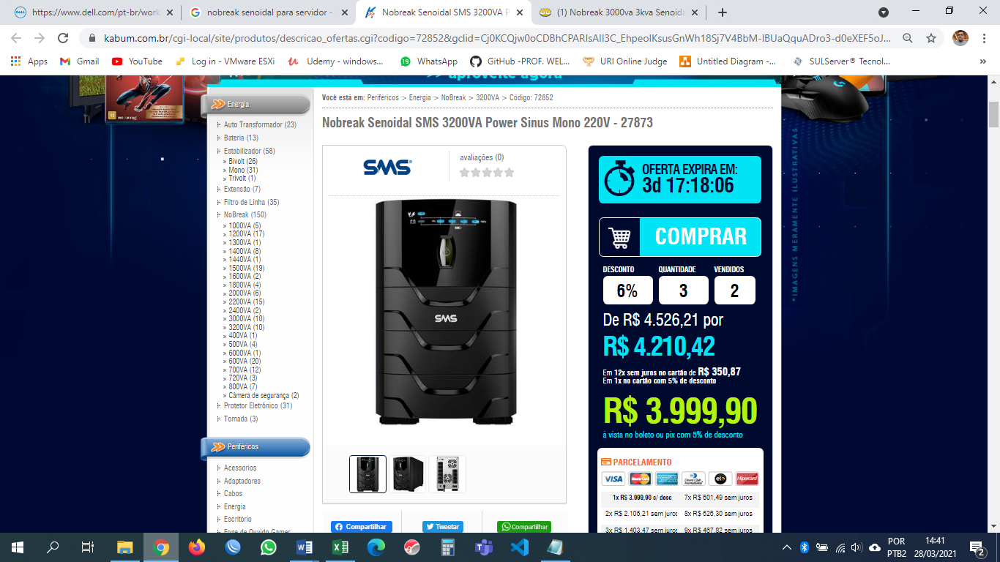 https://www.dell.com/pt-br/work
nobreak senoidal para servidor -
Nobreak Senoidal SMS 3200VA P
(1) Nobreak 3000va 3kva Senoida
kabum.com.br/cgi-local/site/produtos/descricao_ofertas.cgi?codigo=72852&gclid=
Apps
Gmail
YouTube
Log in - VMware ESXi
Udemy - windows...
WhatsApp
GitHub -PROF. WEL...
URI Online Judge
Untitled Diagram -...
SULServer® Tecnol...
»
>> aproveite agora
Energia
Auto Transformador (23)
Bateria (13)
Estabilizador (58)
» Bivolt (26)
» Mono (31)
» Trivolt (1)
Extensão (7)
Filtro de Linha (35)
NoBreak (150)
» 1000VA (5)
» 1200VA (17)
» 1300VA (1)
» 1400VA (8)
» 1440VA (1)
» 1500VA (19)
» 1600VA (2)
» 1800VA (4)
» 2000VA (6)
» 2200VA (15)
» 2400VA (2)
» 3000VA (10)
» 3200VA (10)
» 400VA (1)
» 500VA (4)
» 6000VA (1)
» 600VA (20)
» 700VA (12)
» 720VA (3)
» 800VA (7)
» Câmera de segurança (2)
Protetor Eletrônico (31)
Tomada (3)
Periféricos
Acessórios
Adaptadores
Cabos
Energia
Escritório
Fone de Ouvido Gamer
Você está em: Periféricos > Energia > NoBreak > 3200VA > Código: 72852
Nobreak Senoidal SMS 3200VA Power Sinus Mono 220V - 27873
SMS
avaliações (0)
SMS
Compartilhar
Tweetar
Compartilhar
OFERTA EXPIRA EM:
3d 17:18:06
COMPRAR
DESCONTO QUANTIDADE VENDIDOS
6% 3 2
De R$ 4.526,21 por
R$ 4.210,42
Em 12x sem juros no cartão de R$ 350,87
Em 1x no cartão com 5% de desconto
R$ 3.999,90
à vista no boleto ou pix com 5% de desconto
PARCELAMENTO
VISA MasterCard Diners Club International elo Hipercard
1x R$ 3.999,90 c/ desc 7x R$ 601,49 sem juros
2x R$ 2.105,21 sem juros 8x R$ 526,30 sem juros
3x R$ 1.403,47 sem juros 9x R$ 467,82 sem juros
*IMAGENS MERAMENTE ILUSTRATIVAS
POR
PTB2
14:41
28/03/2021
2